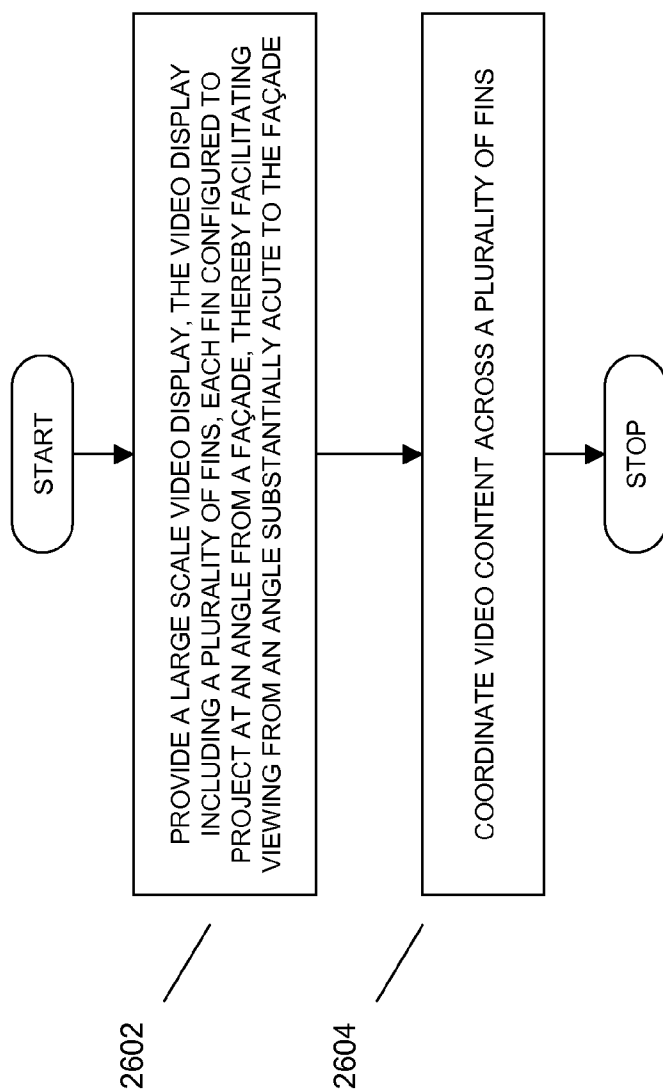 START
2602
PROVIDE A LARGE SCALE VIDEO DISPLAY, THE VIDEO DISPLAY
INCLUDING A PLURALITY OF FINS, EACH FIN CONFIGURED TO
PROJECT AT AN ANGLE FROM A FAÇADE, THEREBY FACILITATING
VIEWING FROM AN ANGLE SUBSTANTIALLY ACUTE TO THE FAÇADE
2604
COORDINATE VIDEO CONTENT ACROSS A PLURALITY OF FINS
STOP